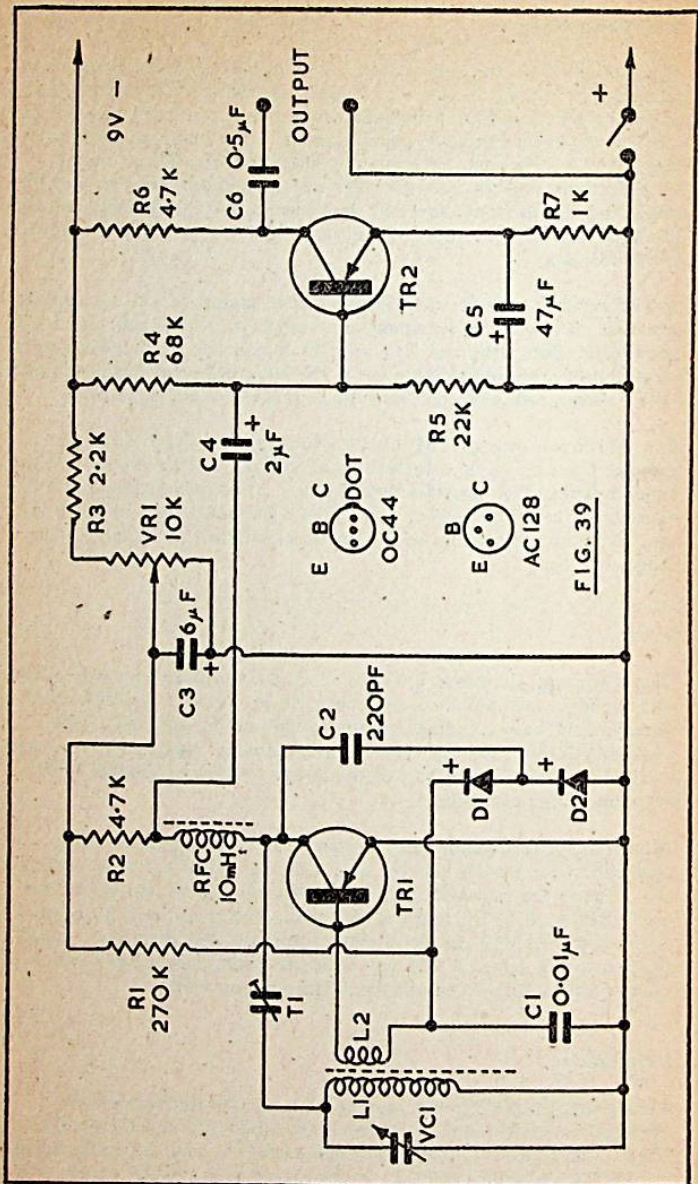 9V −
R6
4·7K
C6
0·5µF
OUTPUT
R4
68K
R3 2·2K
VR1
10K
C3
6µF
+
C4
+
2µF
TR2
R5
22K
C5
+
47µF
R7
1K
+
R2
4·7K
RFC
10mH
R1
270K
T1
C2
220PF
TR1
L1
L2
VC1
C1
0·01µF
D1
+
D2
+
E B C
DOT
OC44
B
E C
AC128
FIG. 39